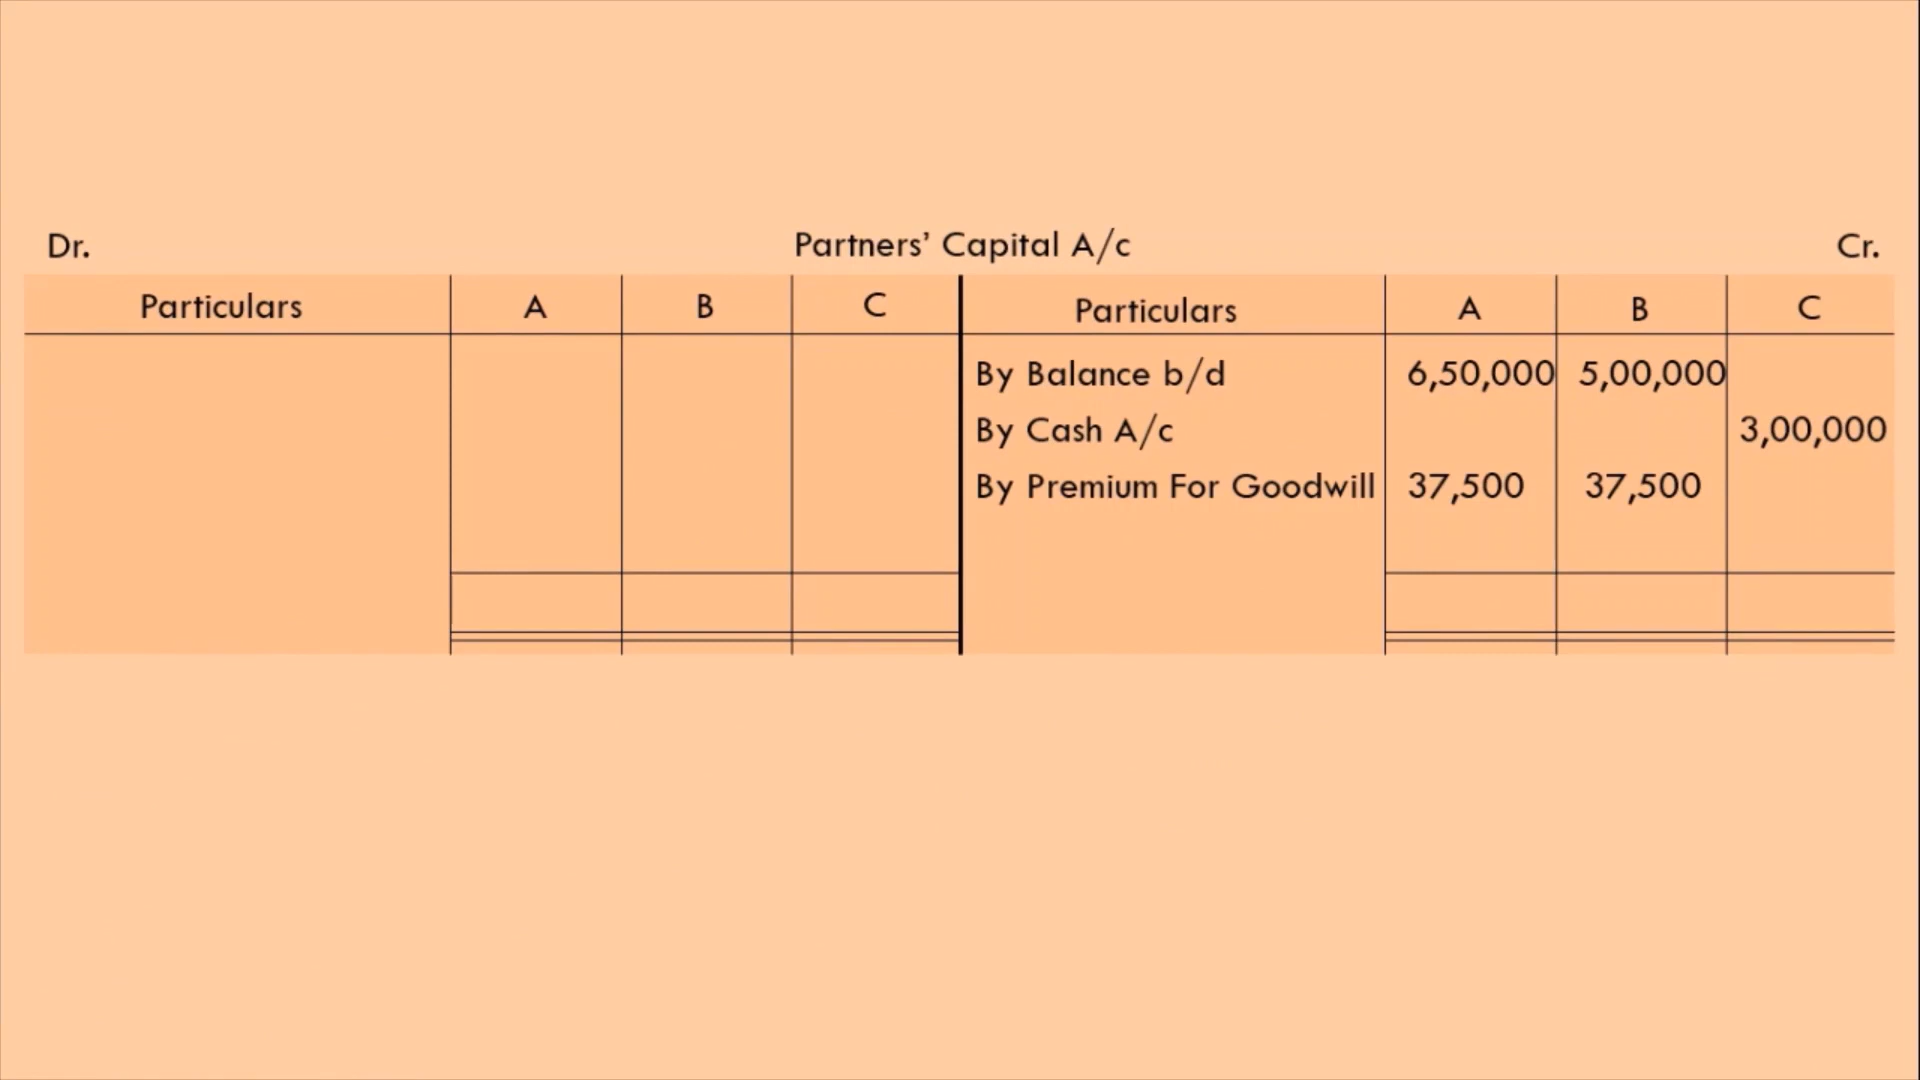 Dr. Partners' Capital A/c Cr.
Particulars A B C Particulars A B C
By Balance b/d 6,50,000 5,00,000
By Cash A/c 3,00,000
By Premium For Goodwill 37,500 37,500